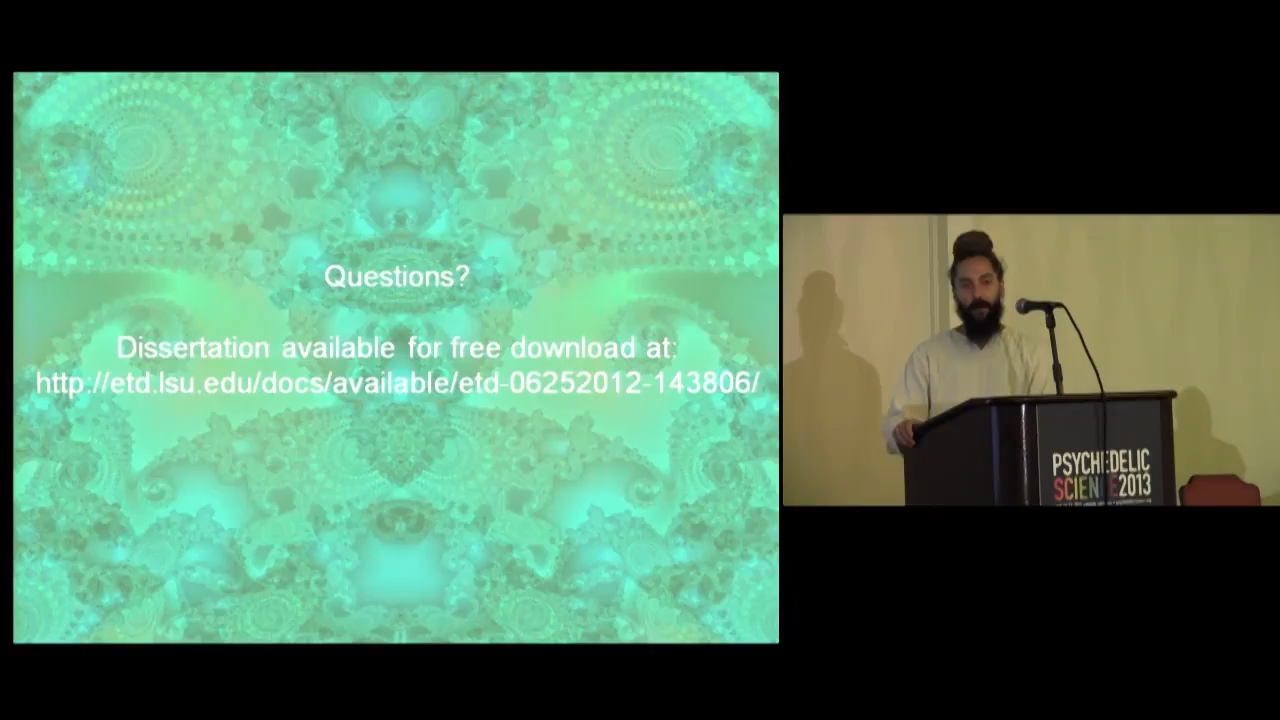 Questions?
Dissertation available for free download at:
http://etd.lsu.edu/docs/available/etd-06252012-143806/
PSYCHEDELIC
SCIENCE2013